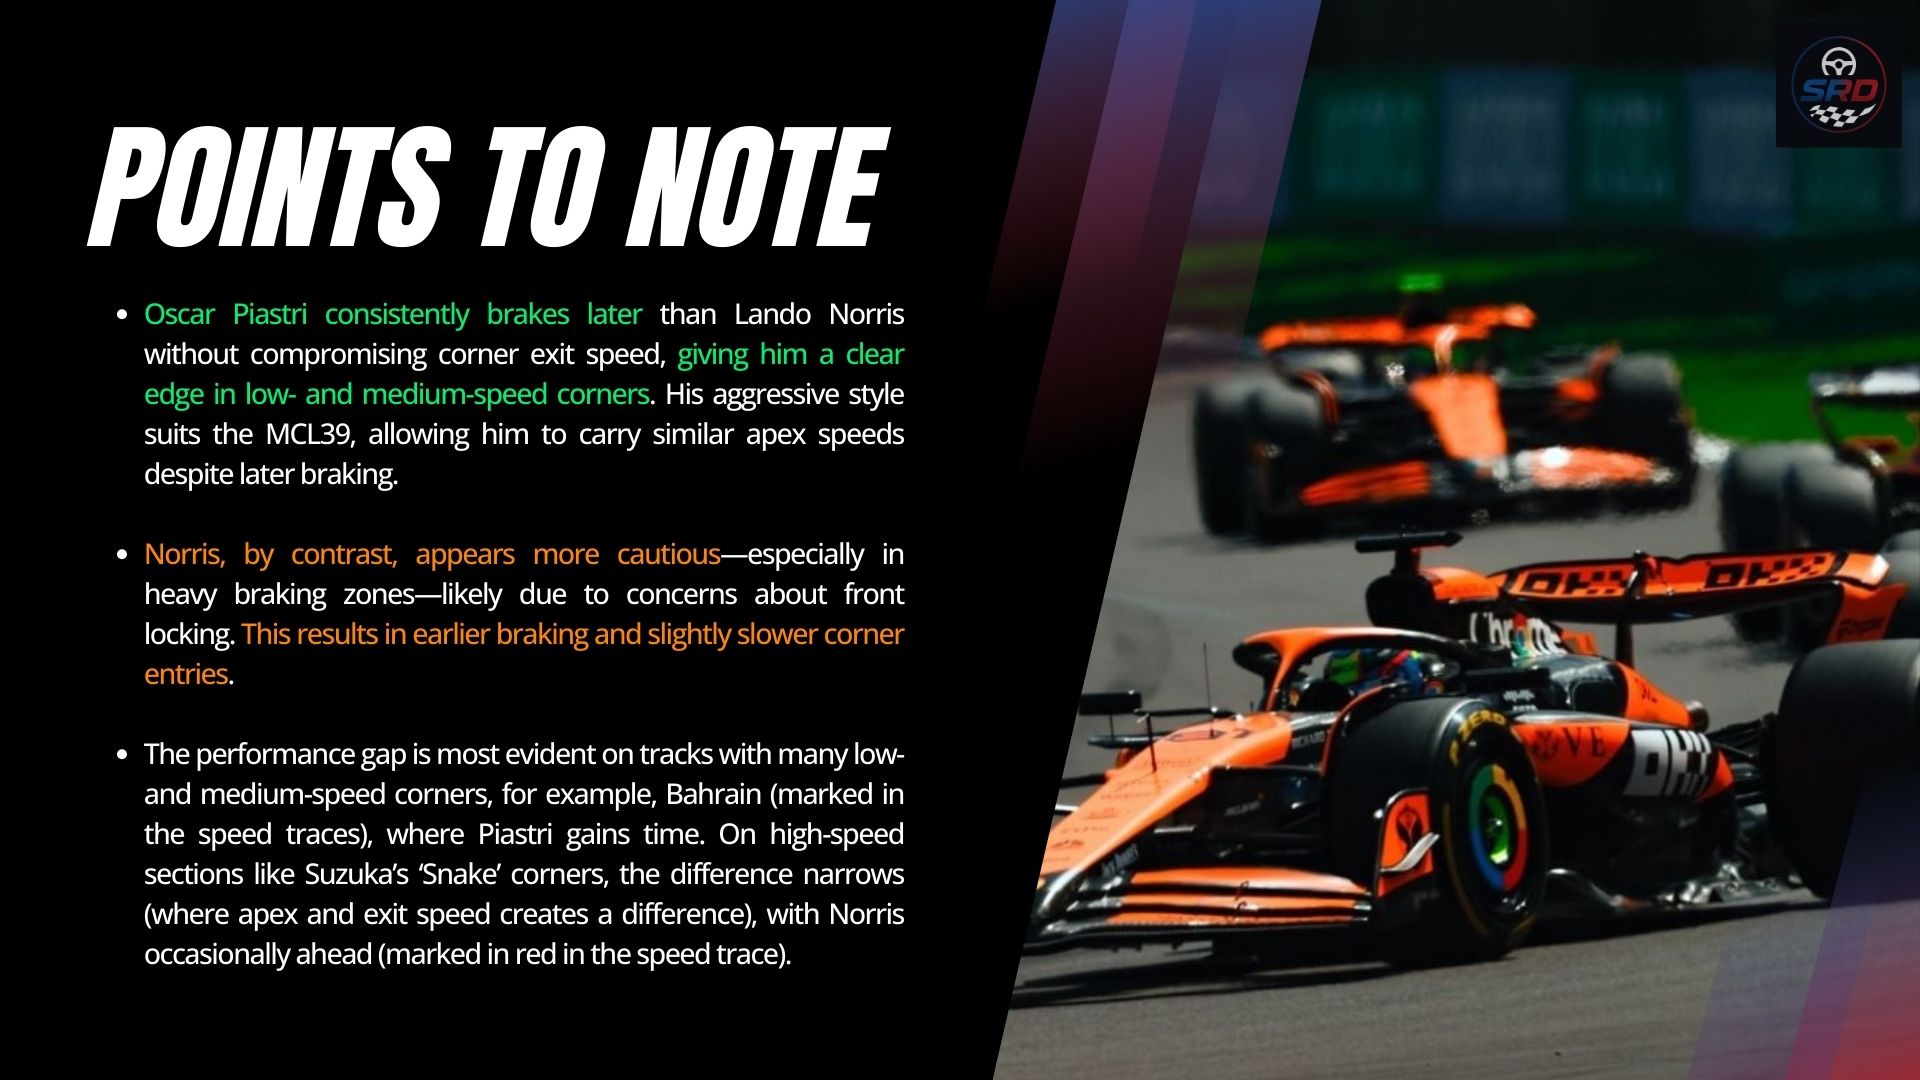 SRD
POINTS TO NOTE
• Oscar Piastri consistently brakes later than Lando Norris
without compromising corner exit speed, giving him a clear
edge in low- and medium-speed corners. His aggressive style
suits the MCL39, allowing him to carry similar apex speeds
despite later braking.
• Norris, by contrast, appears more cautious—especially in
heavy braking zones—likely due to concerns about front
locking. This results in earlier braking and slightly slower corner
entries.
• The performance gap is most evident on tracks with many low-
and medium-speed corners, for example, Bahrain (marked in
the speed traces), where Piastri gains time. On high-speed
sections like Suzuka’s ‘Snake’ corners, the difference narrows
(where apex and exit speed creates a difference), with Norris
occasionally ahead (marked in red in the speed trace).
Chrome